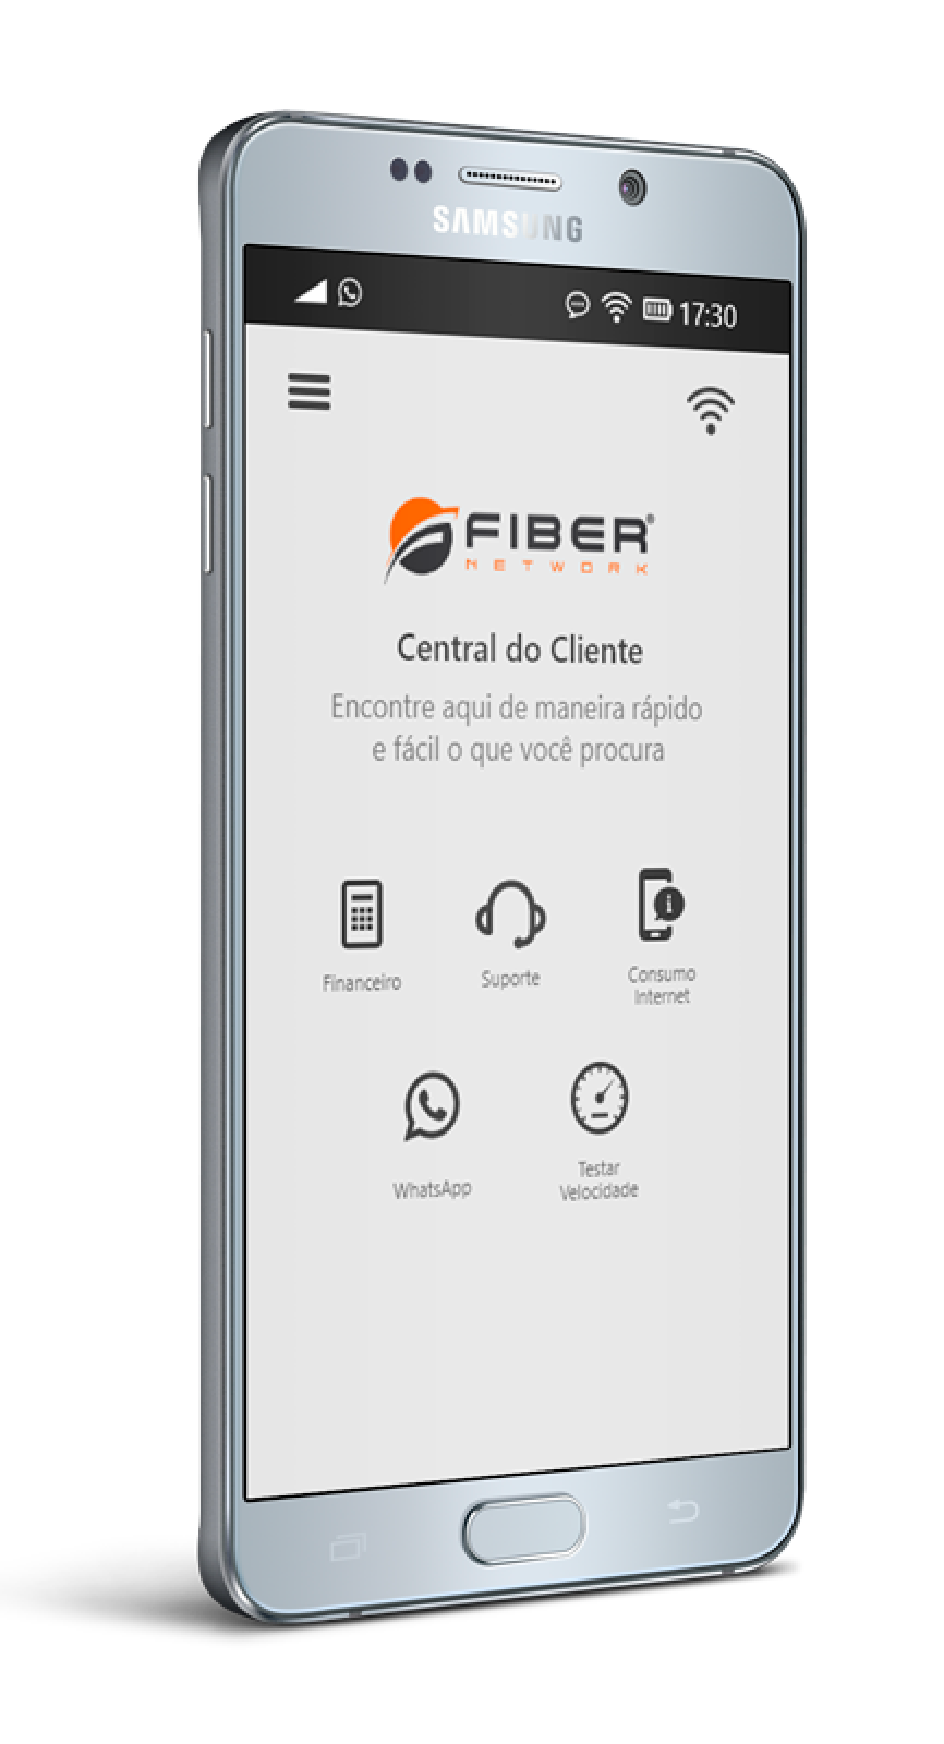 SAMSUNG
17:30
FIBER®
NETWORK
Central do Cliente
Encontre aqui de maneira rápido
e fácil o que você procura
Financeiro
Suporte
Consumo
Internet
WhatsApp
Testar
Velocidade